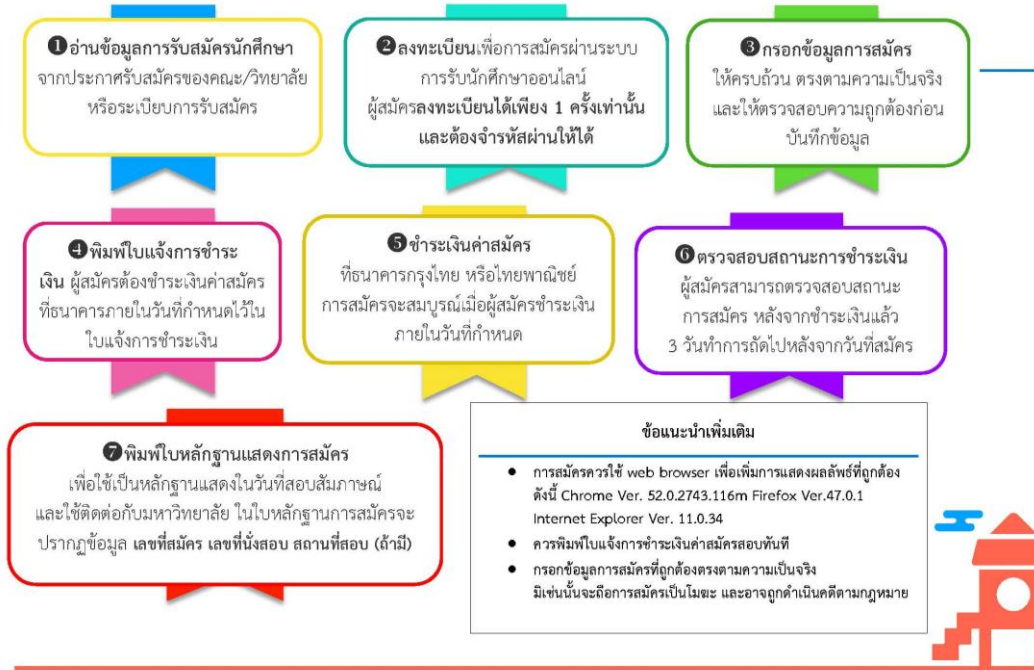 ❶อ่านข้อมูลการรับสมัครนักศึกษา
จากประกาศรับสมัครของคณะ/วิทยาลัย
หรือระเบียบการรับสมัคร
❷ลงทะเบียนเพื่อการสมัครผ่านระบบ
การรับนักศึกษาออนไลน์
ผู้สมัครลงทะเบียนได้เพียง 1 ครั้งเท่านั้น
และต้องจำรหัสผ่านให้ได้
❸กรอกข้อมูลการสมัคร
ให้ครบถ้วน ตรงตามความเป็นจริง
และให้ตรวจสอบความถูกต้องก่อน
บันทึกข้อมูล
❹พิมพ์ใบแจ้งการชำระ
เงิน ผู้สมัครต้องชำระเงินค่าสมัคร
ที่ธนาคารภายในวันที่กำหนดไว้ใน
ใบแจ้งการชำระเงิน
❺ชำระเงินค่าสมัคร
ที่ธนาคารกรุงไทย หรือไทยพาณิชย์
การสมัครจะสมบูรณ์เมื่อผู้สมัครชำระเงิน
ภายในวันที่กำหนด
❻ตรวจสอบสถานะการชำระเงิน
ผู้สมัครสามารถตรวจสอบสถานะ
การสมัคร หลังจากชำระเงินแล้ว
3 วันทำการถัดไปหลังจากวันที่สมัคร
❼พิมพ์ใบหลักฐานแสดงการสมัคร
เพื่อใช้เป็นหลักฐานแสดงในวันที่สอบสัมภาษณ์
และใช้ติดต่อกับมหาวิทยาลัย ในใบหลักฐานการสมัครจะ
ปรากฏข้อมูล เลขที่สมัคร เลขที่นั่งสอบ สถานที่สอบ (ถ้ามี)
ข้อแนะนำเพิ่มเติม
• การสมัครควรใช้ web browser เพื่อเพิ่มการแสดงผลลัพธ์ที่ถูกต้อง
ดังนี้ Chrome Ver. 52.0.2743.116m Firefox Ver.47.0.1
Internet Explorer Ver. 11.0.34
• ควรพิมพ์ใบแจ้งการชำระเงินค่าสมัครสอบทันที
• กรอกข้อมูลการสมัครที่ถูกต้องตรงตามความเป็นจริง
มิเช่นนั้นจะถือการสมัครเป็นโมฆะ และอาจถูกดำเนินคดีตามกฎหมาย